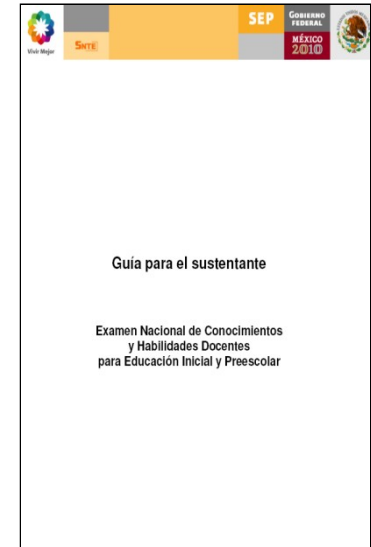 Vivir Mejor
SNTE
SEP
GOBIERNO
FEDERAL
MÉXICO
2010
Guía para el sustentante
Examen Nacional de Conocimientos
y Habilidades Docentes
para Educación Inicial y Preescolar